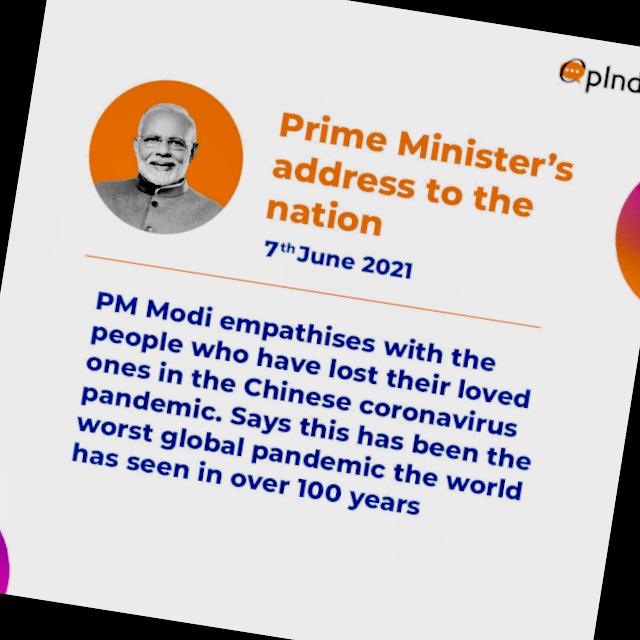 OpInd
Prime Minister's
address to the
nation
7th June 2021
PM Modi empathises with the
people who have lost their loved
ones in the Chinese coronavirus
pandemic. Says this has been the
worst global pandemic the world
has seen in over 100 years